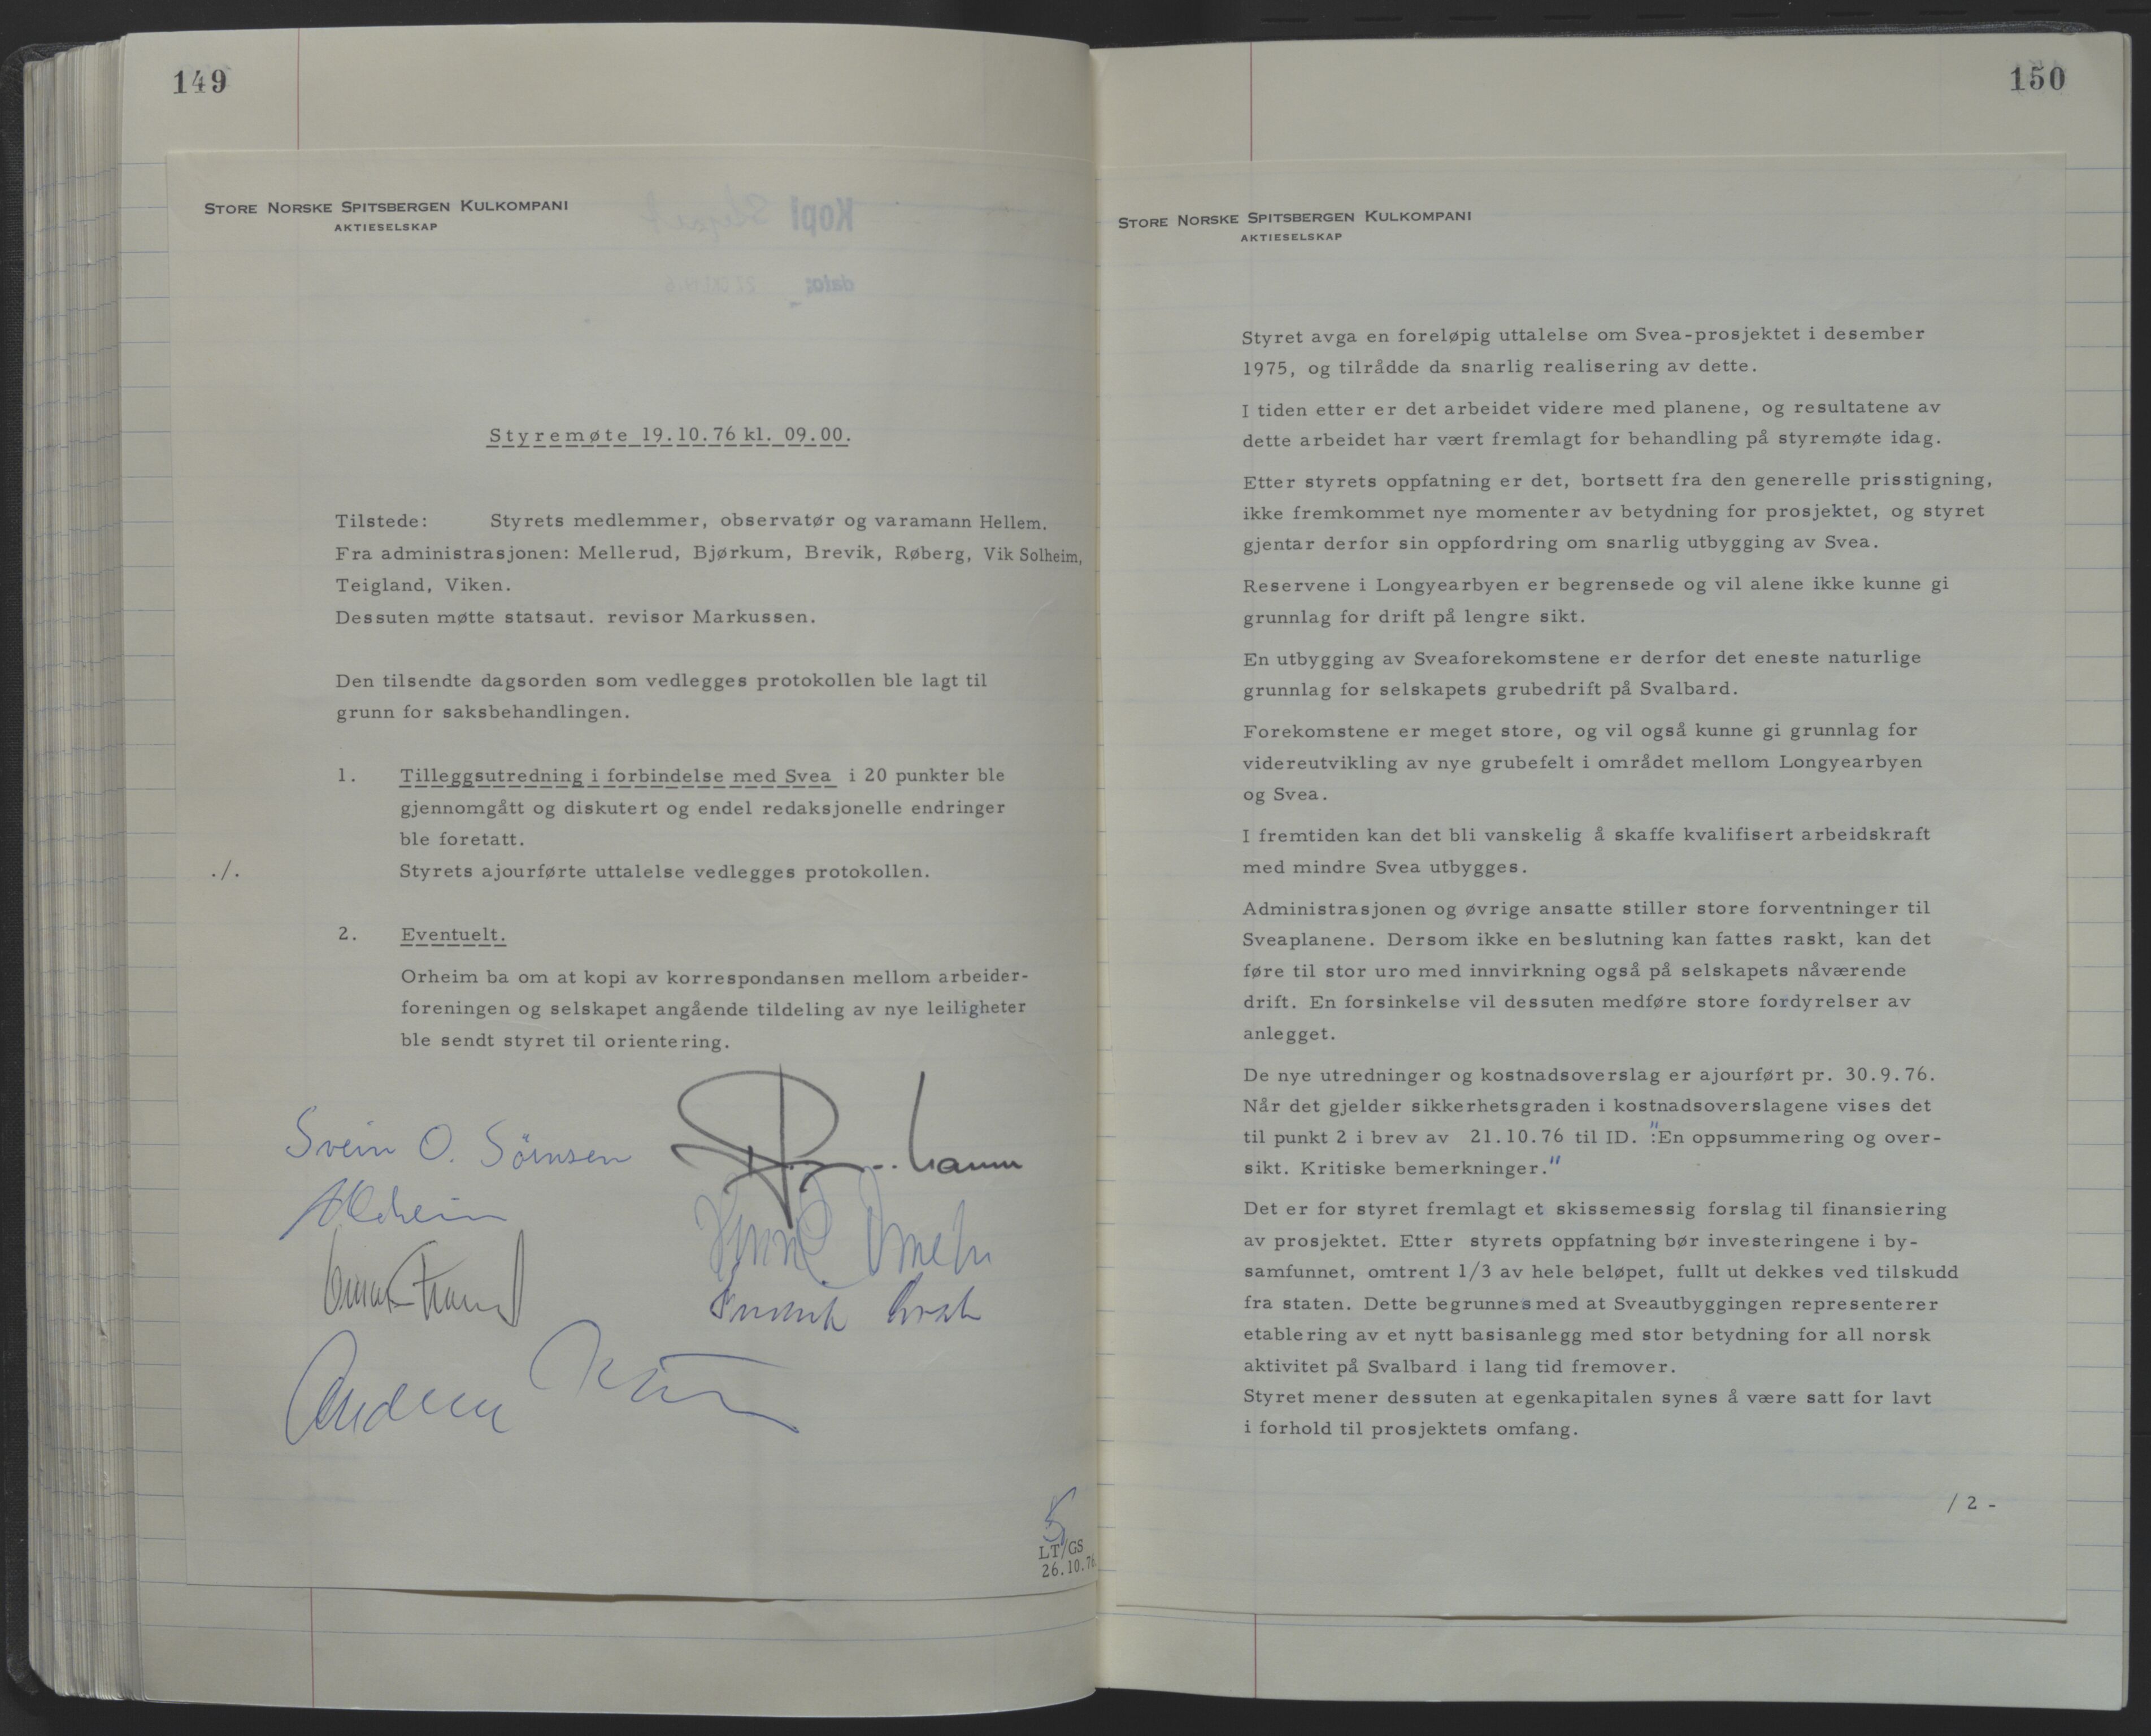 149
STORE NORSKE SPITSBERGEN KULKOMPANI
AKTIESELSKAP
Kopi
dato:
Styremøte 19.10.76 kl. 09.00.
Tilstede: Styrets medlemmer, observatør og varamann Hellem.
Fra administrasjonen: Mellerud, Bjørkum, Brevik, Røberg, Vik Solheim,
Teigland, Viken.
Dessuten møtte statsaut. revisor Markussen.
Den tilsendte dagsorden som vedlegges protokollen ble lagt til
grunn for saksbehandlingen.
1. Tilleggsutredning i forbindelse med Svea i 20 punkter ble
gjennomgått og diskutert og endel redaksjonelle endringer
ble foretatt.
./. Styrets ajourførte uttalelse vedlegges protokollen.
2. Eventuelt.
Orheim ba om at kopi av korrespondansen mellom arbeider-
foreningen og selskapet angående tildeling av nye leiligheter
ble sendt styret til orientering.
Svein O. Sörnsen
LT/GS
26.10.76
150
STORE NORSKE SPITSBERGEN KULKOMPANI
AKTIESELSKAP
Styret avga en foreløpig uttalelse om Svea-prosjektet i desember
1975, og tilrådde da snarlig realisering av dette.
I tiden etter er det arbeidet videre med planene, og resultatene av
dette arbeidet har vært fremlagt for behandling på styremøte idag.
Etter styrets oppfatning er det, bortsett fra den generelle prisstigning,
ikke fremkommet nye momenter av betydning for prosjektet, og styret
gjentar derfor sin oppfordring om snarlig utbygging av Svea.
Reservene i Longyearbyen er begrensede og vil alene ikke kunne gi
grunnlag for drift på lengre sikt.
En utbygging av Sveaforekomstene er derfor det eneste naturlige
grunnlag for selskapets grubedrift på Svalbard.
Forekomstene er meget store, og vil også kunne gi grunnlag for
videreutvikling av nye grubefelt i området mellom Longyearbyen
og Svea.
I fremtiden kan det bli vanskelig å skaffe kvalifisert arbeidskraft
med mindre Svea utbygges.
Administrasjonen og øvrige ansatte stiller store forventninger til
Sveaplanene. Dersom ikke en beslutning kan fattes raskt, kan det
føre til stor uro med innvirkning også på selskapets nåværende
drift. En forsinkelse vil dessuten medføre store fordyrelser av
anlegget.
De nye utredninger og kostnadsoverslag er ajourført pr. 30.9.76.
Når det gjelder sikkerhetsgraden i kostnadsoverslagene vises det
til punkt 2 i brev av 21.10.76 til ID. ":En oppsummering og over-
sikt. Kritiske bemerkninger."
Det er for styret fremlagt et skissemessig forslag til finansiering
av prosjektet. Etter styrets oppfatning bør investeringene i by-
samfunnet, omtrent 1/3 av hele beløpet, fullt ut dekkes ved tilskudd
fra staten. Dette begrunnes med at Sveautbyggingen representerer
etablering av et nytt basisanlegg med stor betydning for all norsk
aktivitet på Svalbard i lang tid fremover.
Styret mener dessuten at egenkapitalen synes å være satt for lavt
i forhold til prosjektets omfang.
/ 2 -